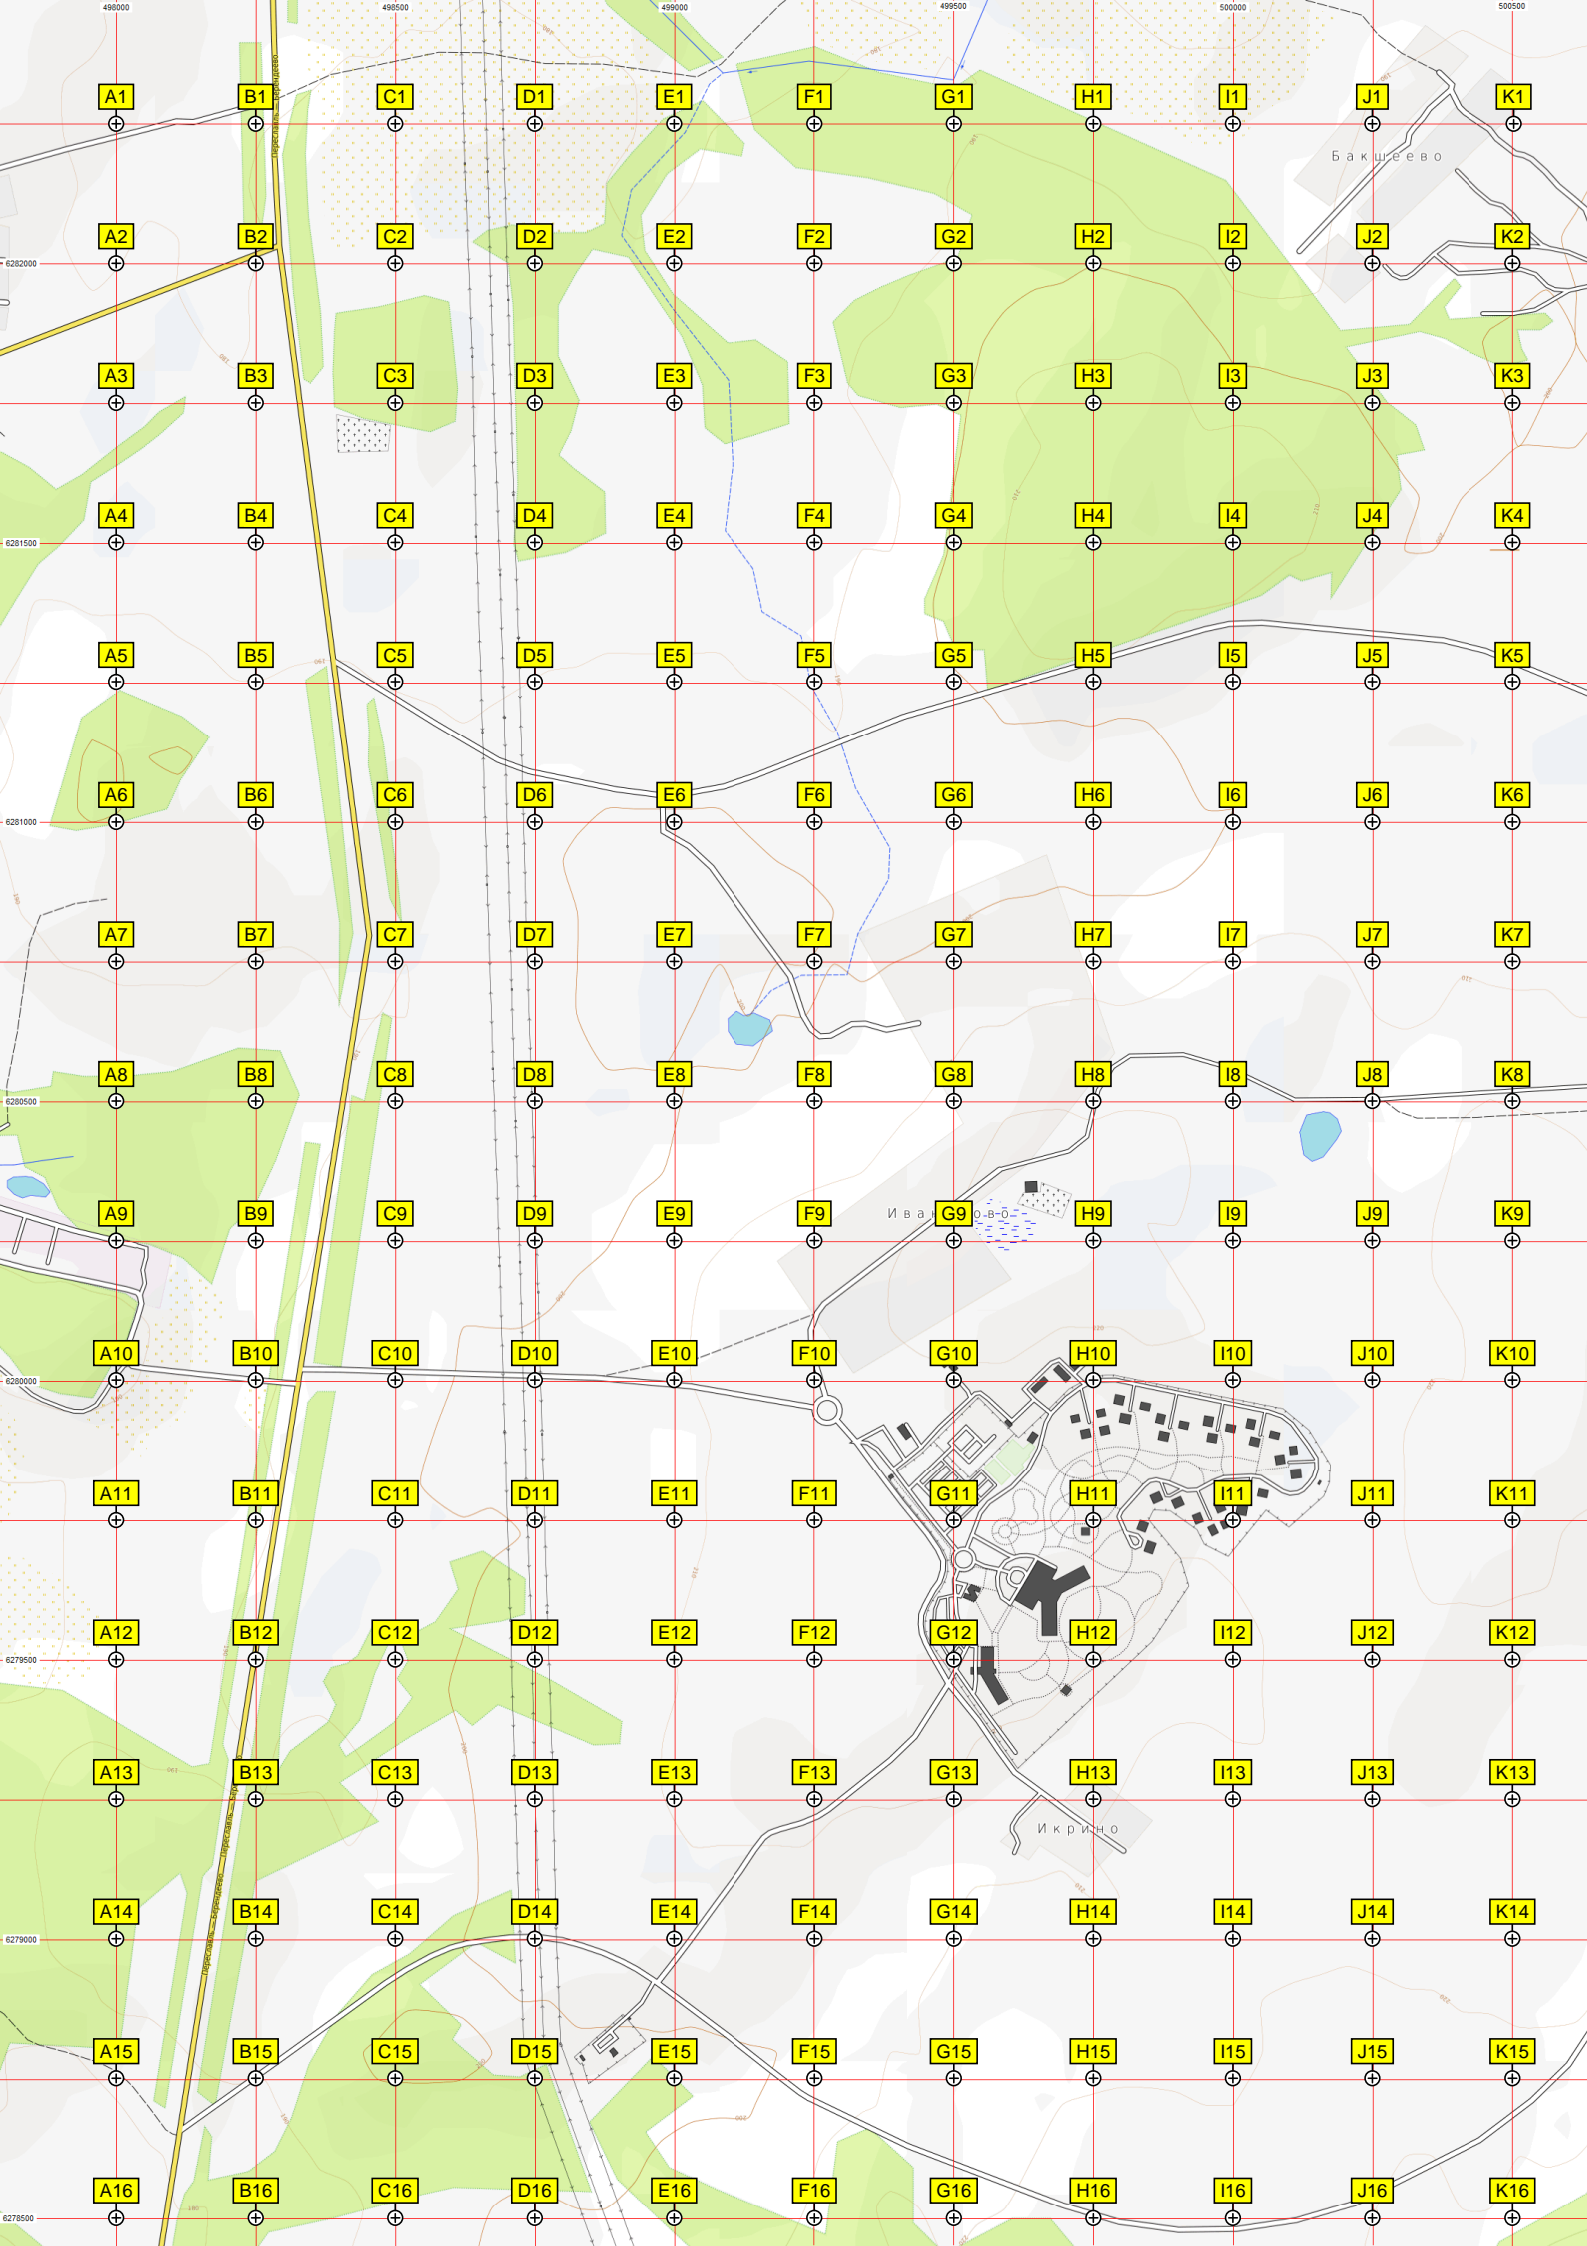 498000 498500 499000 499500 500000 500500
A1 B1 C1 D1 E1 F1 G1 H1 I1 J1 K1
Переславль — Берендеево
Бакшеево
A2 B2 C2 D2 E2 F2 G2 H2 I2 J2 K2
6282000
A3 B3 C3 D3 E3 F3 G3 H3 I3 J3 K3
A4 B4 C4 D4 E4 F4 G4 H4 I4 J4 K4
6281500
A5 B5 C5 D5 E5 F5 G5 H5 I5 J5 K5
A6 B6 C6 D6 E6 F6 G6 H6 I6 J6 K6
6281000
A7 B7 C7 D7 E7 F7 G7 H7 I7 J7 K7
A8 B8 C8 D8 E8 F8 G8 H8 I8 J8 K8
6280500
A9 B9 C9 D9 E9 F9 G9 H9 I9 J9 K9
A10 B10 C10 D10 E10 F10 G10 H10 I10 J10 K10
6280000
A11 B11 C11 D11 E11 F11 G11 H11 I11 J11 K11
A12 B12 C12 D12 E12 F12 G12 H12 I12 J12 K12
6279500
A13 B13 C13 D13 E13 F13 G13 H13 I13 J13 K13
Икрино
Переславль — Берендеево
A14 B14 C14 D14 E14 F14 G14 H14 I14 J14 K14
6279000
A15 B15 C15 D15 E15 F15 G15 H15 I15 J15 K15
A16 B16 C16 D16 E16 F16 G16 H16 I16 J16 K16
6278500